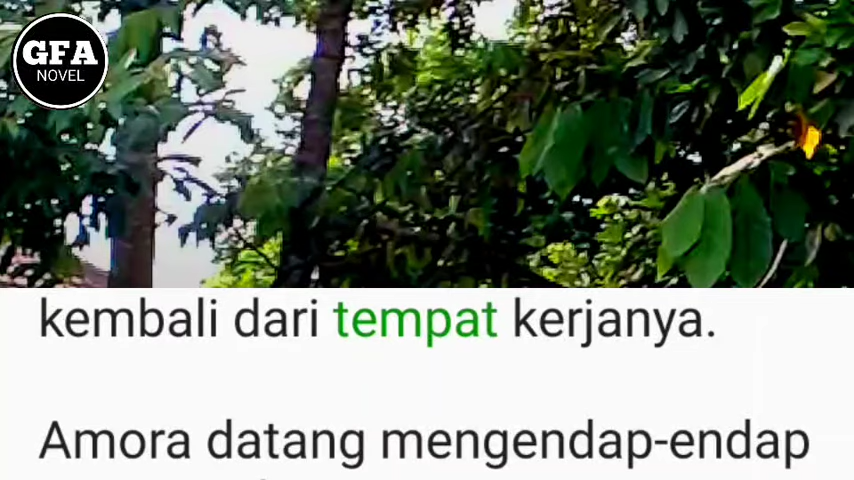 GFA
NOVEL
kembali dari tempat kerjanya.
Amora datang mengendap-endap